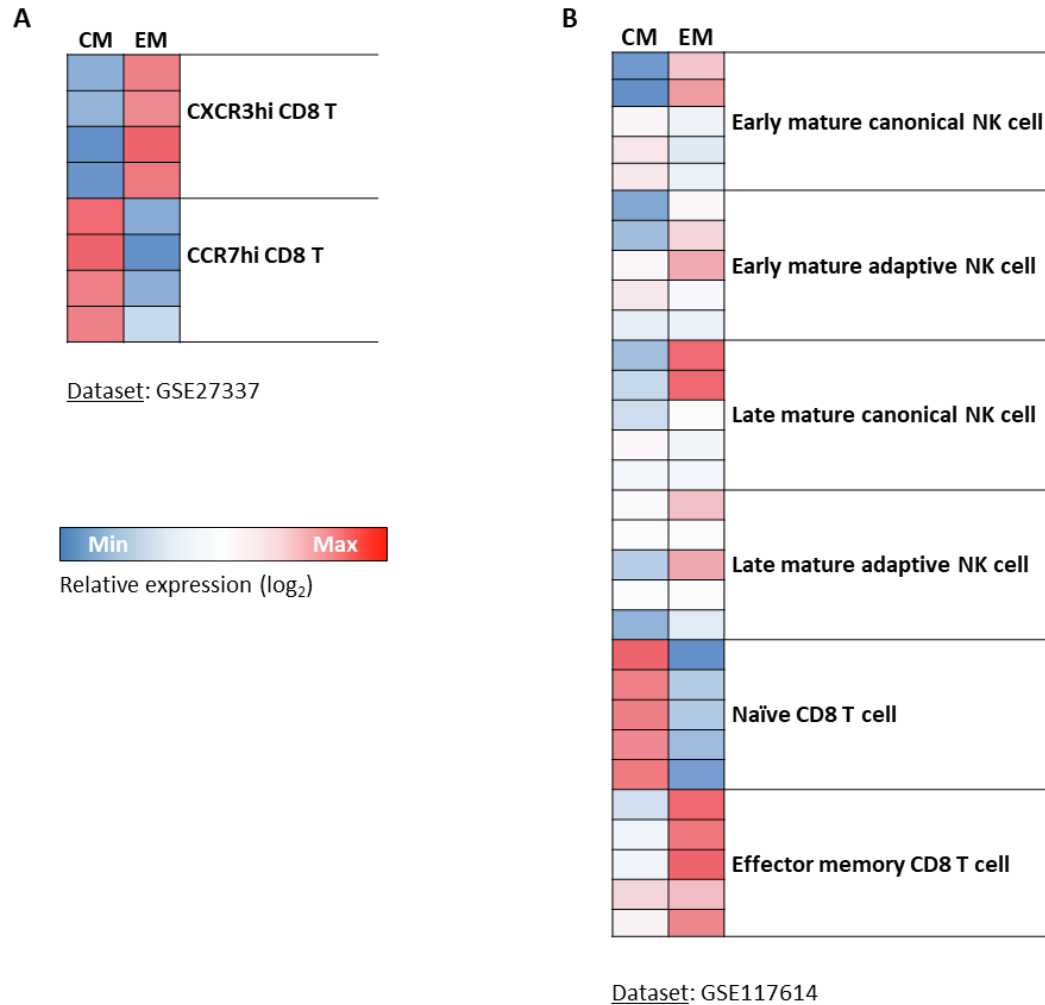 A
CM EM
CXCR3hi CD8 T
CCR7hi CD8 T
Dataset: GSE27337
Min Max
Relative expression (log₂)
B
CM EM
Early mature canonical NK cell
Early mature adaptive NK cell
Late mature canonical NK cell
Late mature adaptive NK cell
Naïve CD8 T cell
Effector memory CD8 T cell
Dataset: GSE117614